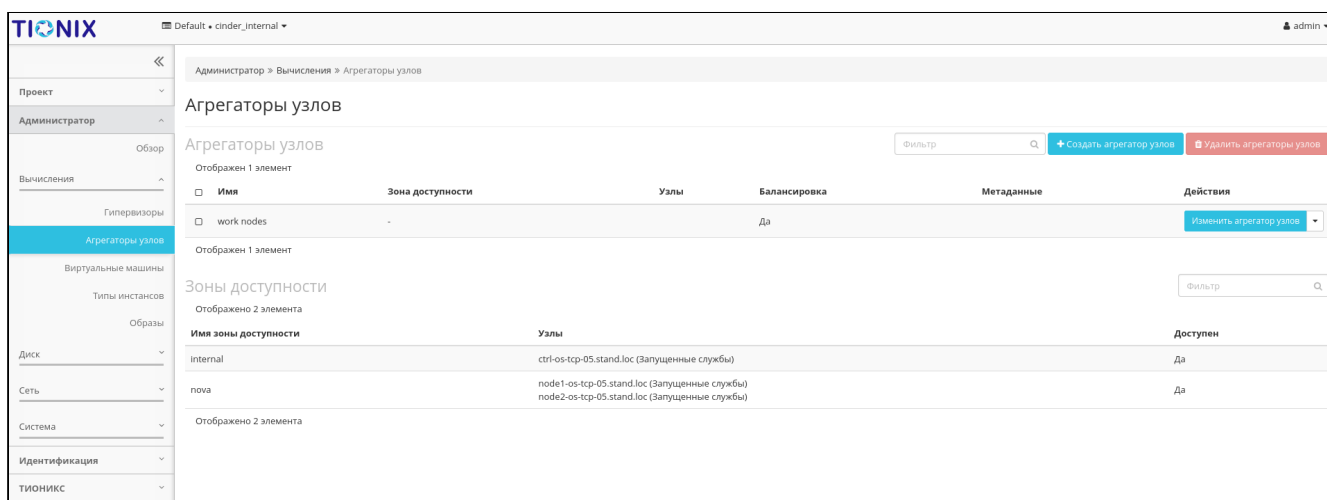 TIONIX
Default • cinder_internal
admin
Администратор » Вычисления » Агрегаторы узлов
Проект
Администратор
Обзор
Вычисления
Гипервизоры
Агрегаторы узлов
Виртуальные машины
Типы инстансов
Образы
Диск
Сеть
Система
Идентификация
ТИОНИКС
Агрегаторы узлов
Агрегаторы узлов
Фильтр
Создать агрегатор узлов
Удалить агрегаторы узлов
Отображен 1 элемент
Имя Зона доступности Узлы Балансировка Метаданные Действия
work nodes - Да Изменить агрегатор узлов
Отображен 1 элемент
Зоны доступности
Фильтр
Отображено 2 элемента
Имя зоны доступности Узлы Доступен
internal ctrl-os-tcp-05.stand.loc (Запущенные службы) Да
nova node1-os-tcp-05.stand.loc (Запущенные службы) Да
node2-os-tcp-05.stand.loc (Запущенные службы)
Отображено 2 элемента